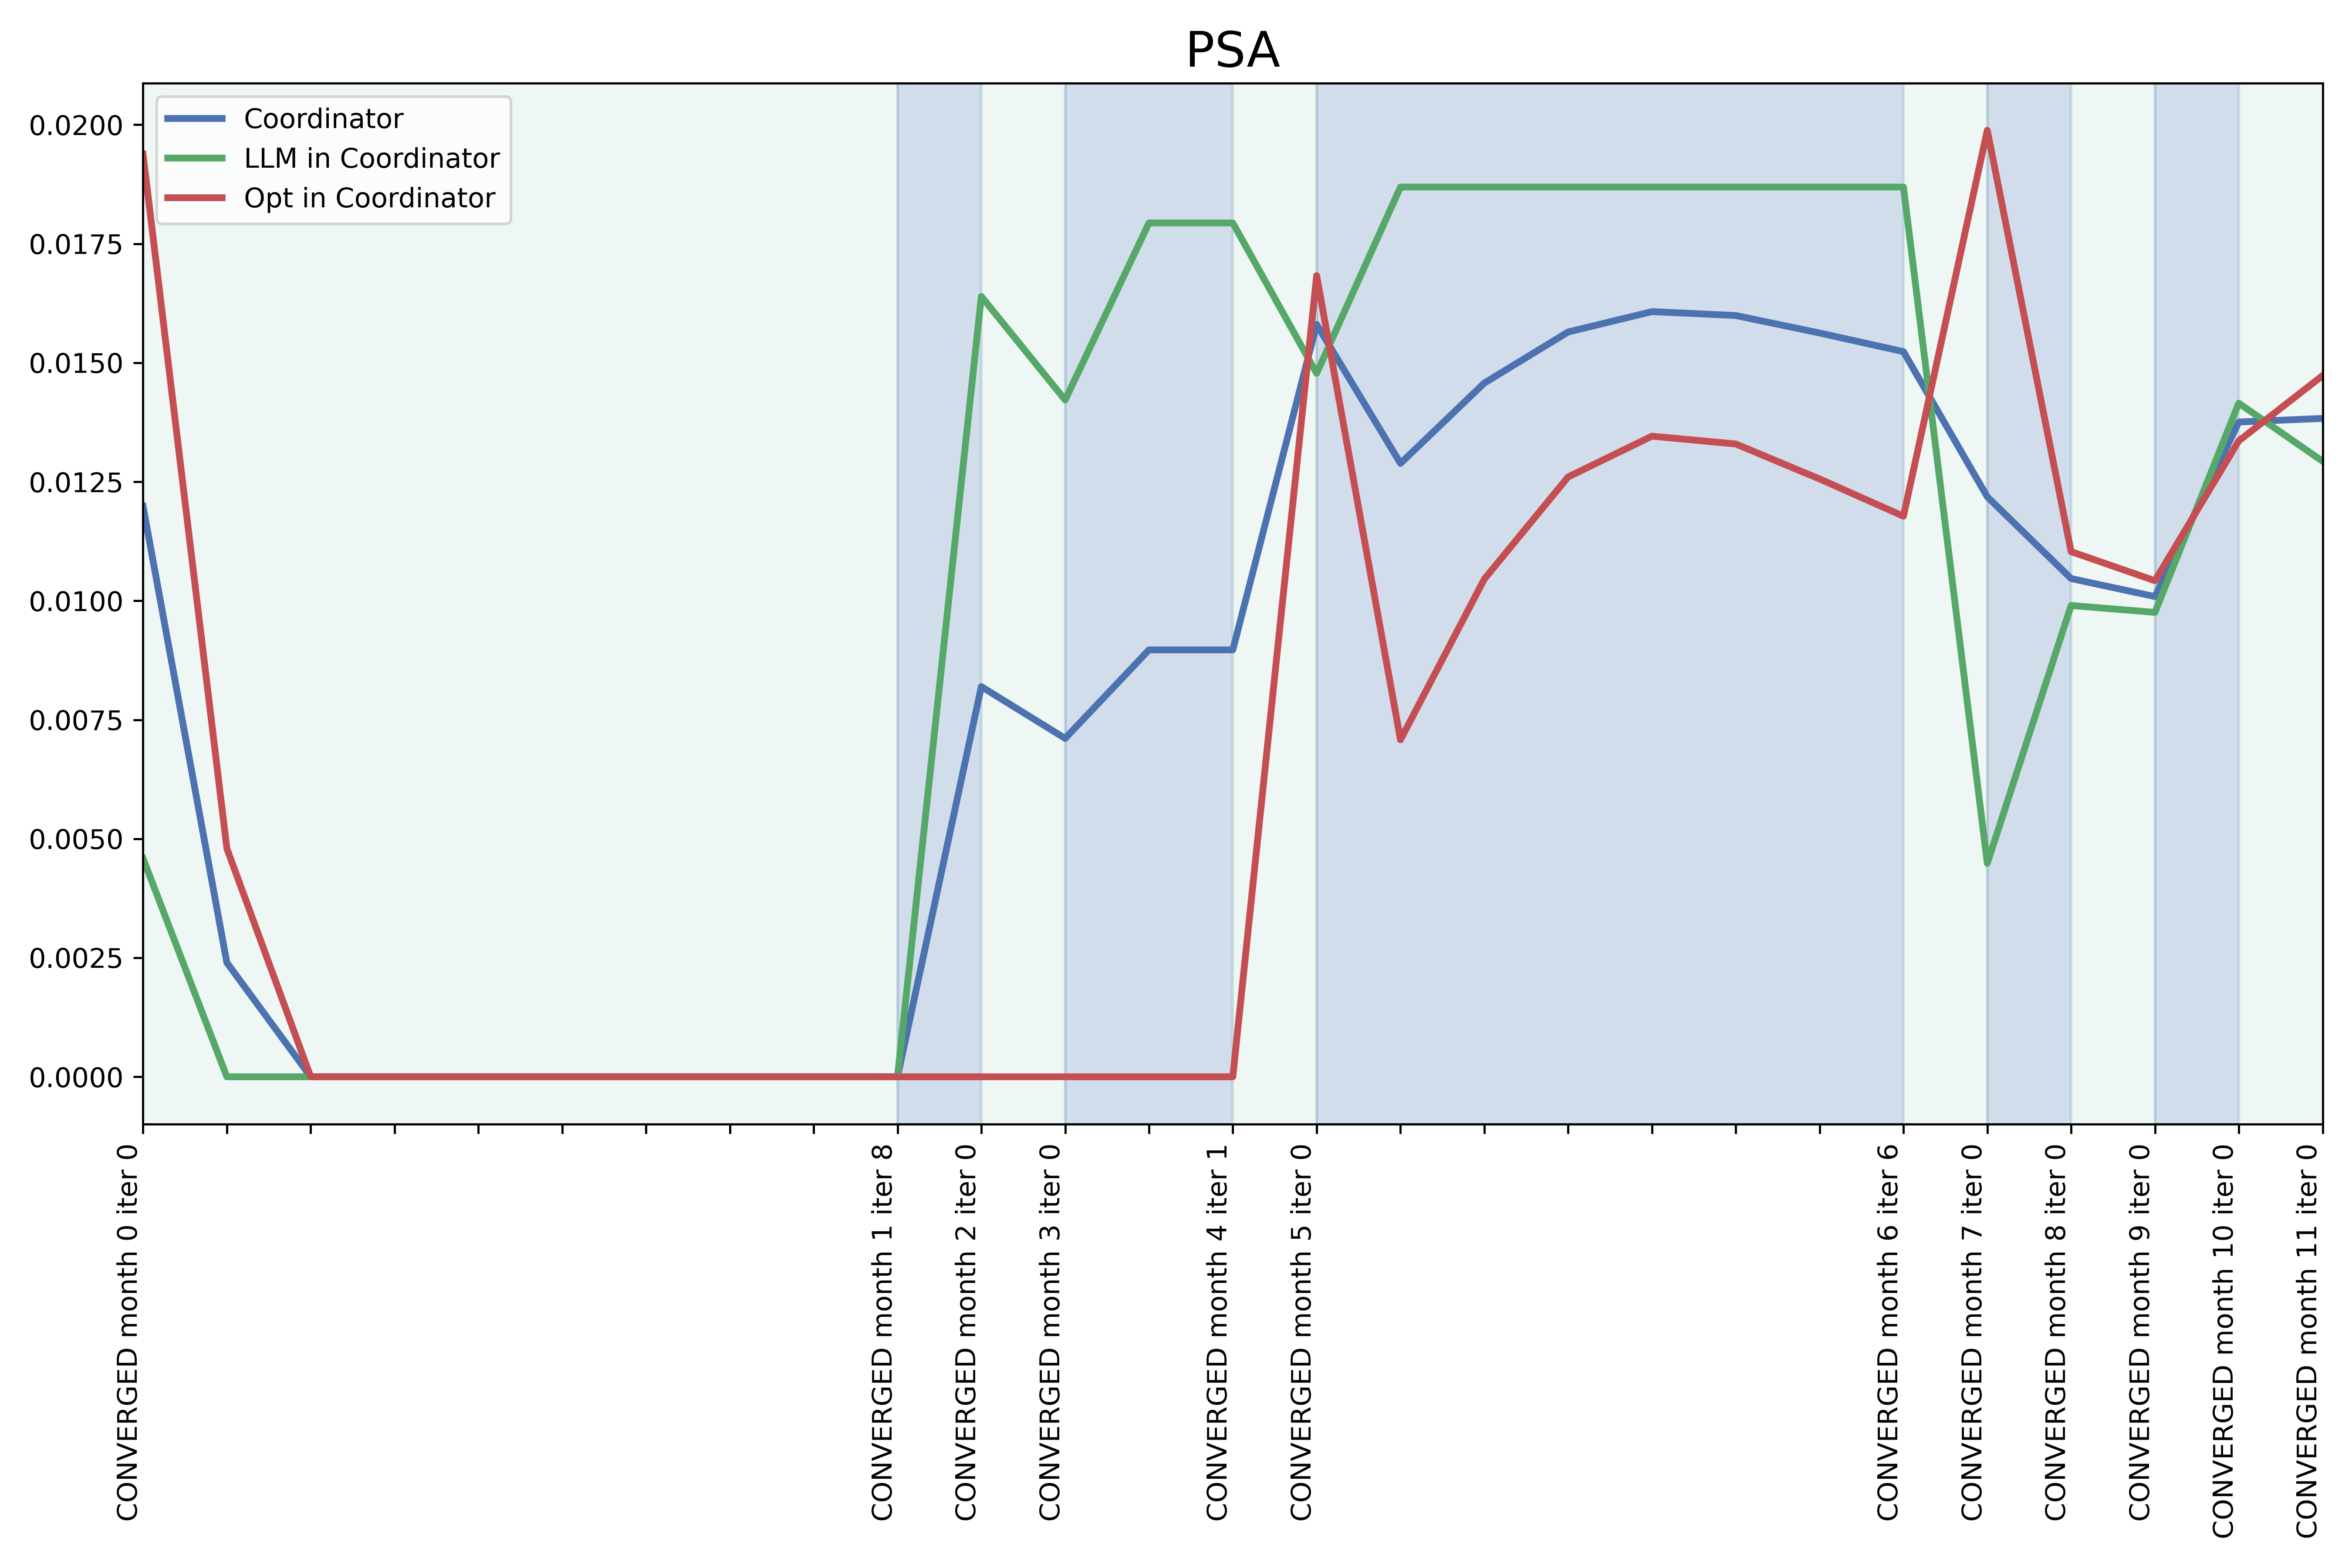 PSA
Coordinator
LLM in Coordinator
Opt in Coordinator
0.0200
0.0175
0.0150
0.0125
0.0100
0.0075
0.0050
0.0025
0.0000
CONVERGED month 0 iter 0
CONVERGED month 1 iter 8
CONVERGED month 2 iter 0
CONVERGED month 3 iter 0
CONVERGED month 4 iter 1
CONVERGED month 5 iter 0
CONVERGED month 6 iter 6
CONVERGED month 7 iter 0
CONVERGED month 8 iter 0
CONVERGED month 9 iter 0
CONVERGED month 10 iter 0
CONVERGED month 11 iter 0